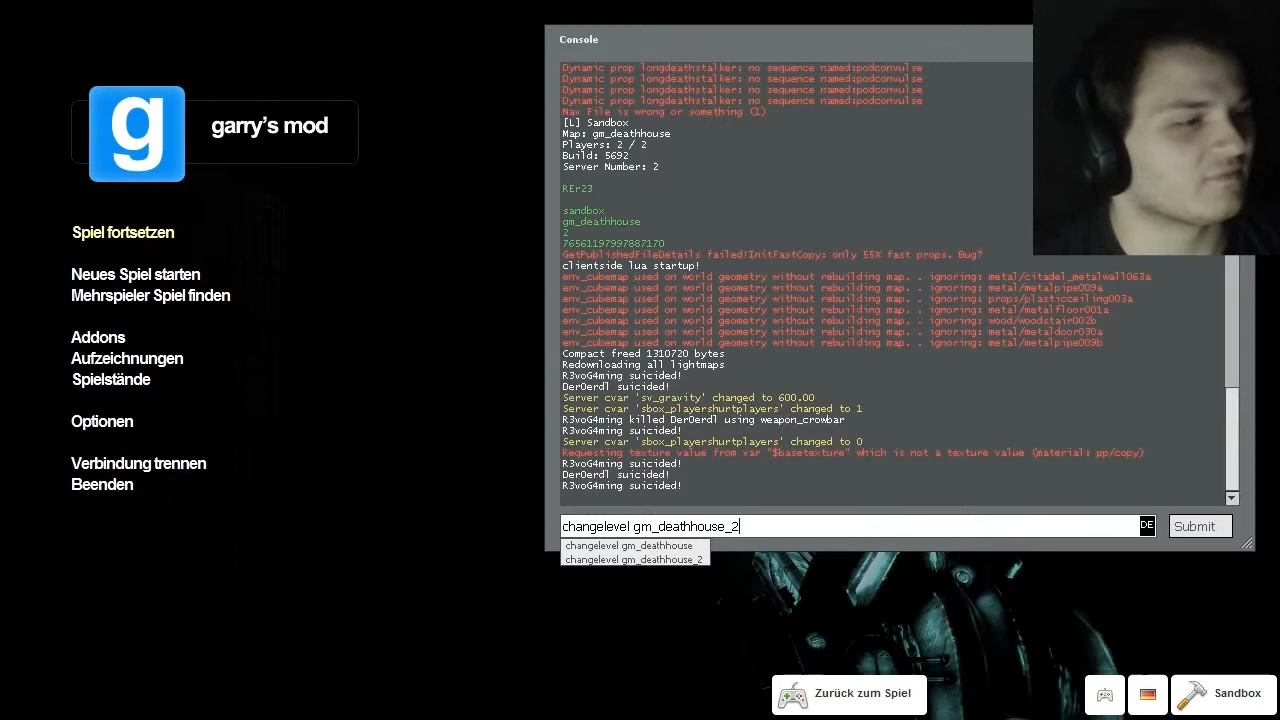 g
garry's mod
Spiel fortsetzen
Neues Spiel starten
Mehrspieler Spiel finden
Addons
Aufzeichnungen
Spielstände
Optionen
Verbindung trennen
Beenden
Console
Dynamic prop longdeathstalker: no sequence named:podconvulse
Dynamic prop longdeathstalker: no sequence named:podconvulse
Dynamic prop longdeathstalker: no sequence named:podconvulse
Dynamic prop longdeathstalker: no sequence named:podconvulse
Nav File is wrong or something (1)
[L] Sandbox
Map: gm_deathhouse
Players: 2 / 2
Build: 5692
Server Number: 2
REr23
sandbox
gm_deathhouse
2
76561197997887170
GetPublishedFileDetails failed!InitFastCopy: only 55% fast props. Bug?
clientside lua startup!
env_cubemap used on world geometry without rebuilding map. . ignoring: metal/citadel_metalwall063a
env_cubemap used on world geometry without rebuilding map. . ignoring: metal/metalpipe009a
env_cubemap used on world geometry without rebuilding map. . ignoring: props/plasticceiling003a
env_cubemap used on world geometry without rebuilding map. . ignoring: metal/metalfloor001a
env_cubemap used on world geometry without rebuilding map. . ignoring: wood/woodstair002b
env_cubemap used on world geometry without rebuilding map. . ignoring: metal/metaldoor030a
env_cubemap used on world geometry without rebuilding map. . ignoring: metal/metalpipe009b
Compact freed 1310720 bytes
Redownloading all lightmaps
R3voG4ming suicided!
DerOerdl suicided!
Server cvar 'sv_gravity' changed to 600.00
Server cvar 'sbox_playershurtplayers' changed to 1
R3voG4ming killed DerOerdl using weapon_crowbar
R3voG4ming suicided!
Server cvar 'sbox_playershurtplayers' changed to 0
Requesting texture value from var "$basetexture" which is not a texture value (material: pp/copy)
R3voG4ming suicided!
DerOerdl suicided!
R3voG4ming suicided!
changelevel gm_deathhouse_2
DE
Submit
changelevel gm_deathhouse
changelevel gm_deathhouse_2
Zurück zum Spiel
Sandbox